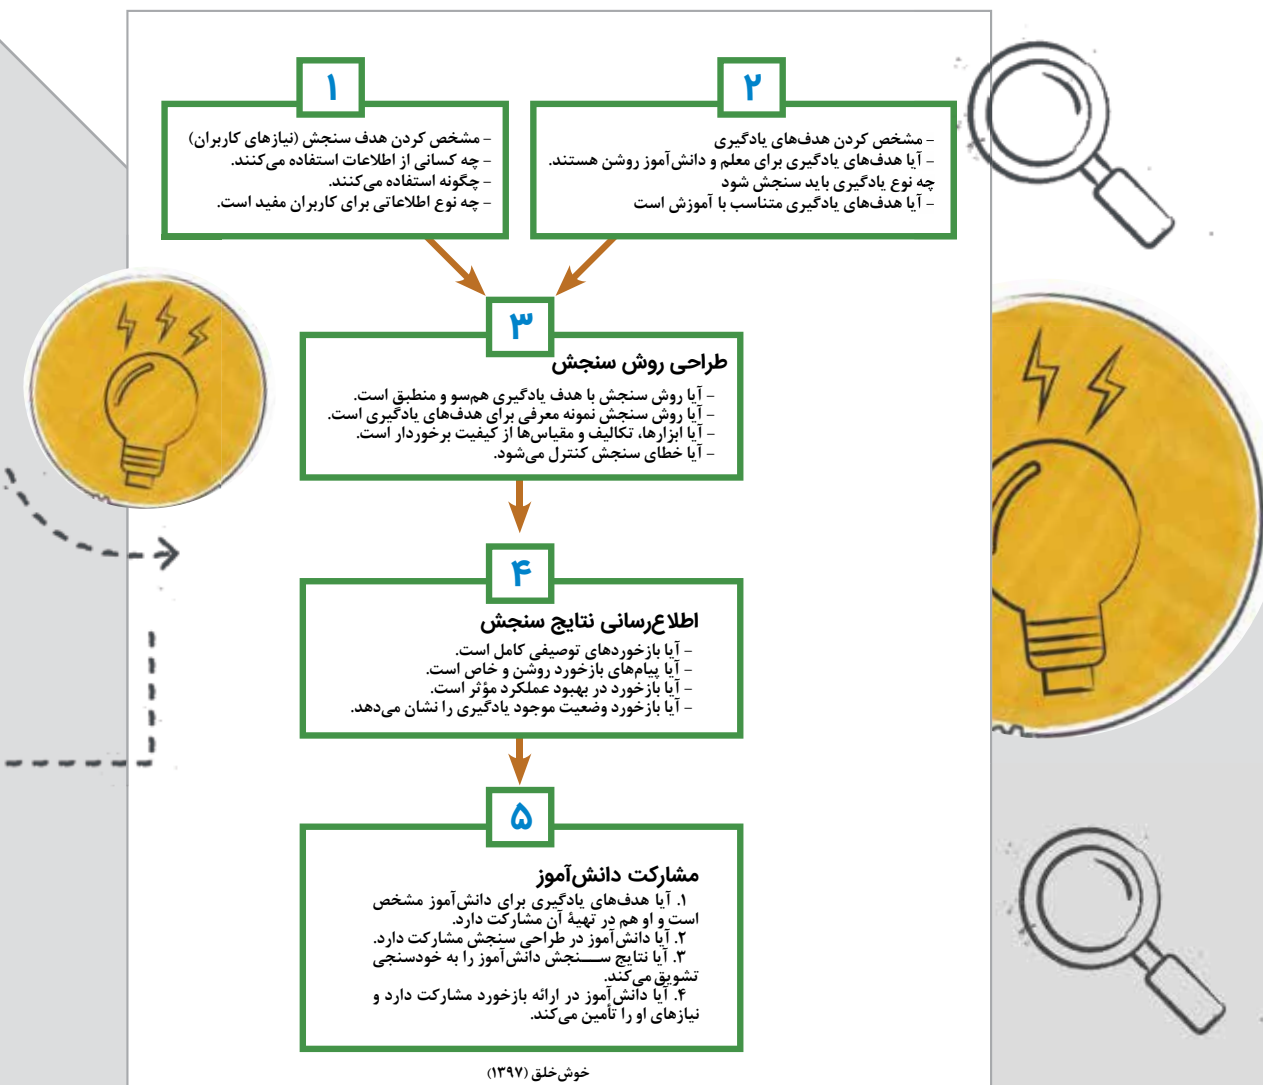 ۱
- مشخص کردن هدف سنجش (نیازهای کاربران)
- چه کسانی از اطلاعات استفاده می‌کنند.
- چگونه استفاده می‌کنند.
- چه نوع اطلاعاتی برای کاربران مفید است.
۲
- مشخص کردن هدف‌های یادگیری
- آیا هدف‌های یادگیری برای معلم و دانش‌آموز روشن هستند.
چه نوع یادگیری باید سنجش شود
- آیا هدف‌های یادگیری متناسب با آموزش است
۳
طراحی روش سنجش
- آیا روش سنجش با هدف یادگیری هم‌سو و منطبق است.
- آیا روش سنجش نمونه معرفی برای هدف‌های یادگیری است.
- آیا ابزارها، تکالیف و مقیاس‌ها از کیفیت برخوردار است.
- آیا خطای سنجش کنترل می‌شود.
۴
اطلاع‌رسانی نتایج سنجش
- آیا بازخوردهای توصیفی کامل است.
- آیا پیام‌های بازخورد روشن و خاص است.
- آیا بازخورد در بهبود عملکرد مؤثر است.
- آیا بازخورد وضعیت موجود یادگیری را نشان می‌دهد.
۵
مشارکت دانش‌آموز
۱. آیا هدف‌های یادگیری برای دانش‌آموز مشخص
است و او هم در تهیهٔ آن مشارکت دارد.
۲. آیا دانش‌آموز در طراحی سنجش مشارکت دارد.
۳. آیا نتایج ســـنجش دانش‌آموز را به خودسنجی
تشویق می‌کند.
۴. آیا دانش‌آموز در ارائه بازخورد مشارکت دارد و
نیازهای او را تأمین می‌کند.
خوش‌خلق (۱۳۹۷)